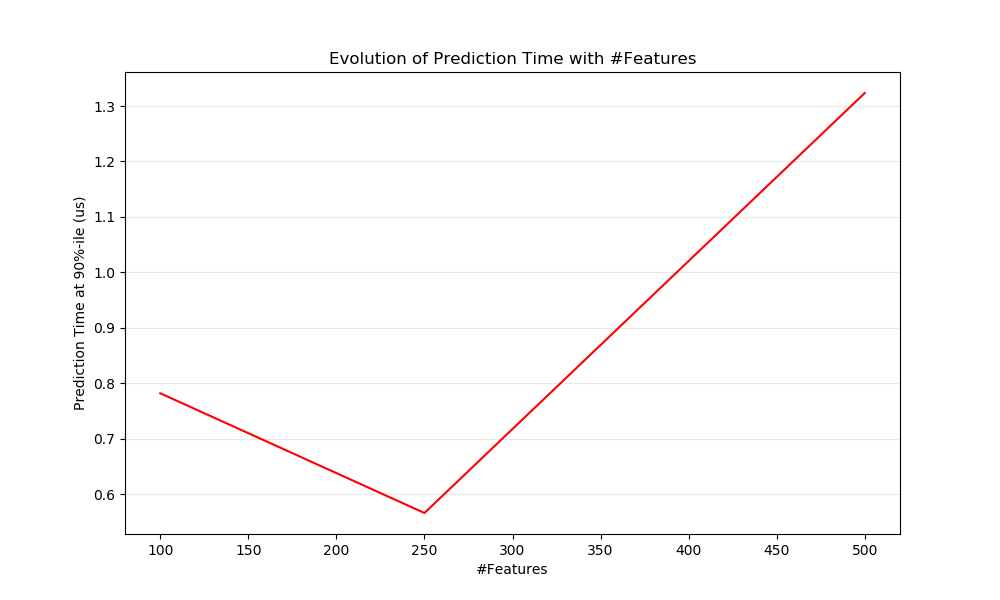 Evolution of Prediction Time with #Features
Prediction Time at 90%-ile (us)
1.3
1.2
1.1
1.0
0.9
0.8
0.7
0.6
100 150 200 250 300 350 400 450 500
#Features